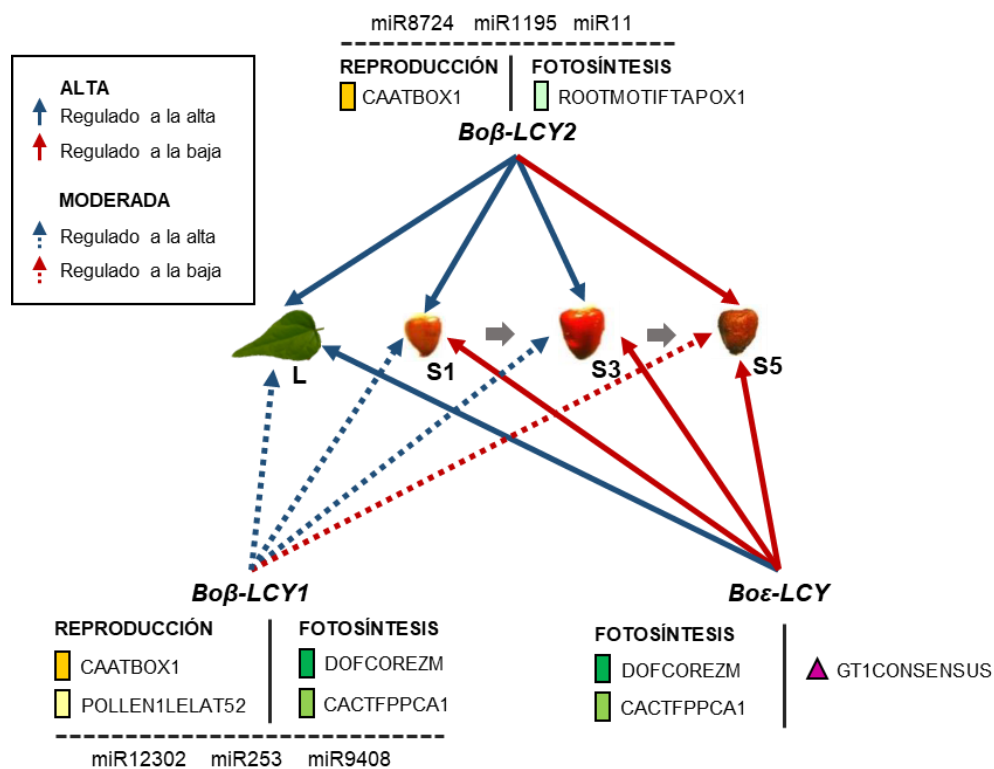 miR8724 miR1195 miR11
REPRODUCCIÓN FOTOSÍNTESIS
CAATBOX1 ROOTMOTIFTAPOX1
Boβ-LCY2
ALTA
Regulado a la alta
Regulado a la baja
MODERADA
Regulado a la alta
Regulado a la baja
L S1 S3 S5
Boβ-LCY1 Boε-LCY
REPRODUCCIÓN FOTOSÍNTESIS
CAATBOX1 DOFCOREZM
POLLEN1LELAT52 CACTFPPCA1
miR12302 miR253 miR9408
FOTOSÍNTESIS
DOFCOREZM GT1CONSENSUS
CACTFPPCA1